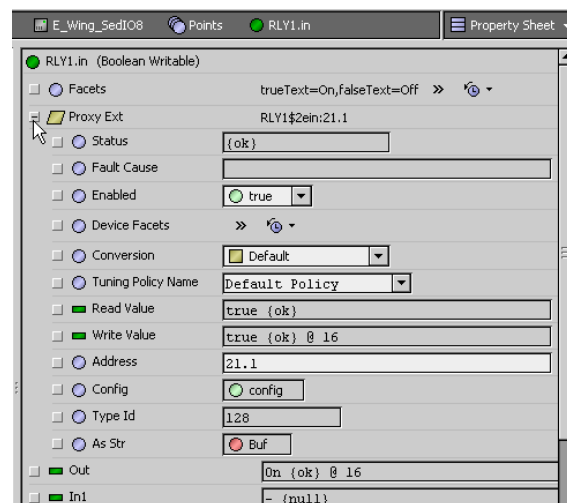 E_Wing_SedIO8 Points RLY1.in Property Sheet
RLY1.in (Boolean Writable)
Facets trueText=On,falseText=Off »
Proxy Ext RLY1$2ein:21.1
Status {ok}
Fault Cause
Enabled true
Device Facets »
Conversion Default
Tuning Policy Name Default Policy
Read Value true {ok}
Write Value true {ok} @ 16
Address 21.1
Config config
Type Id 128
As Str Buf
Out On {ok} @ 16
In1 - {null}